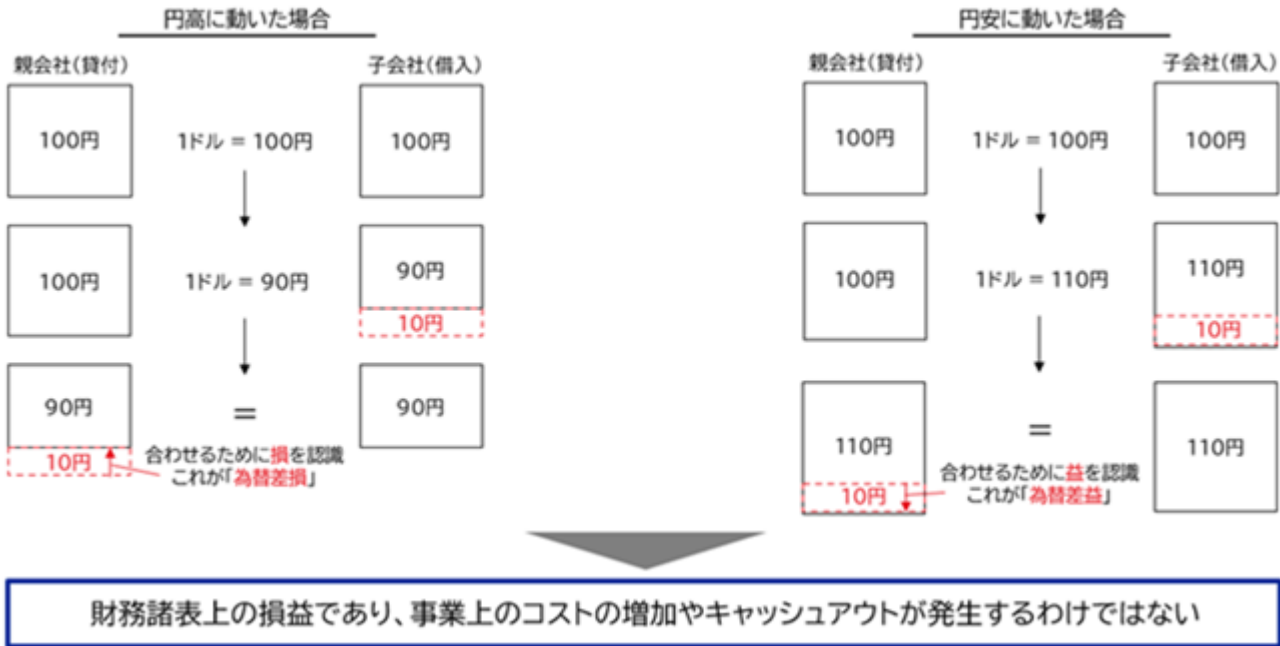 円高に動いた場合
親会社(貸付)
子会社(借入)
100円
1ドル = 100円
100円
100円
1ドル = 90円
90円
10円
90円
=
90円
10円
合わせるために損を認識
これが「為替差損」
円安に動いた場合
親会社(貸付)
子会社(借入)
100円
1ドル = 100円
100円
100円
1ドル = 110円
110円
10円
110円
=
110円
10円
合わせるために益を認識
これが「為替差益」
財務諸表上の損益であり、事業上のコストの増加やキャッシュアウトが発生するわけではない